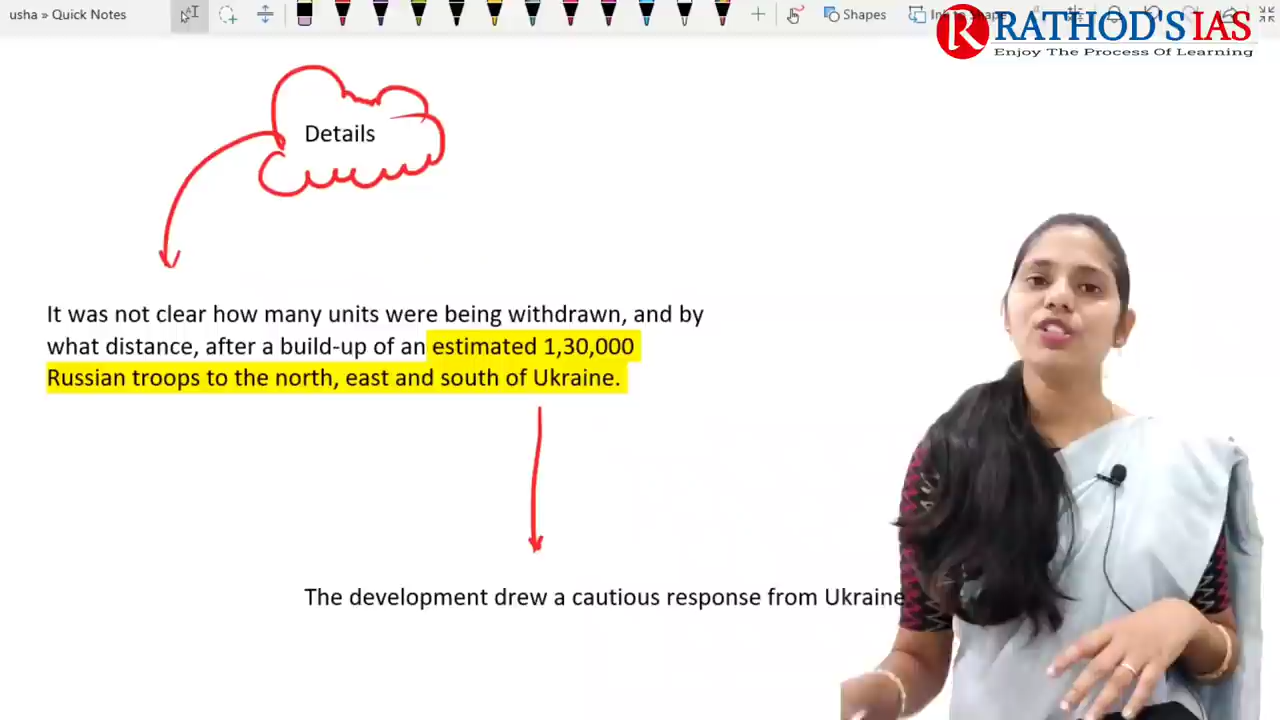 usha » Quick Notes
Shapes
RATHOD'S IAS
Enjoy The Process Of Learning
Details
It was not clear how many units were being withdrawn, and by
what distance, after a build-up of an estimated 1,30,000
Russian troops to the north, east and south of Ukraine.
The development drew a cautious response from Ukraine